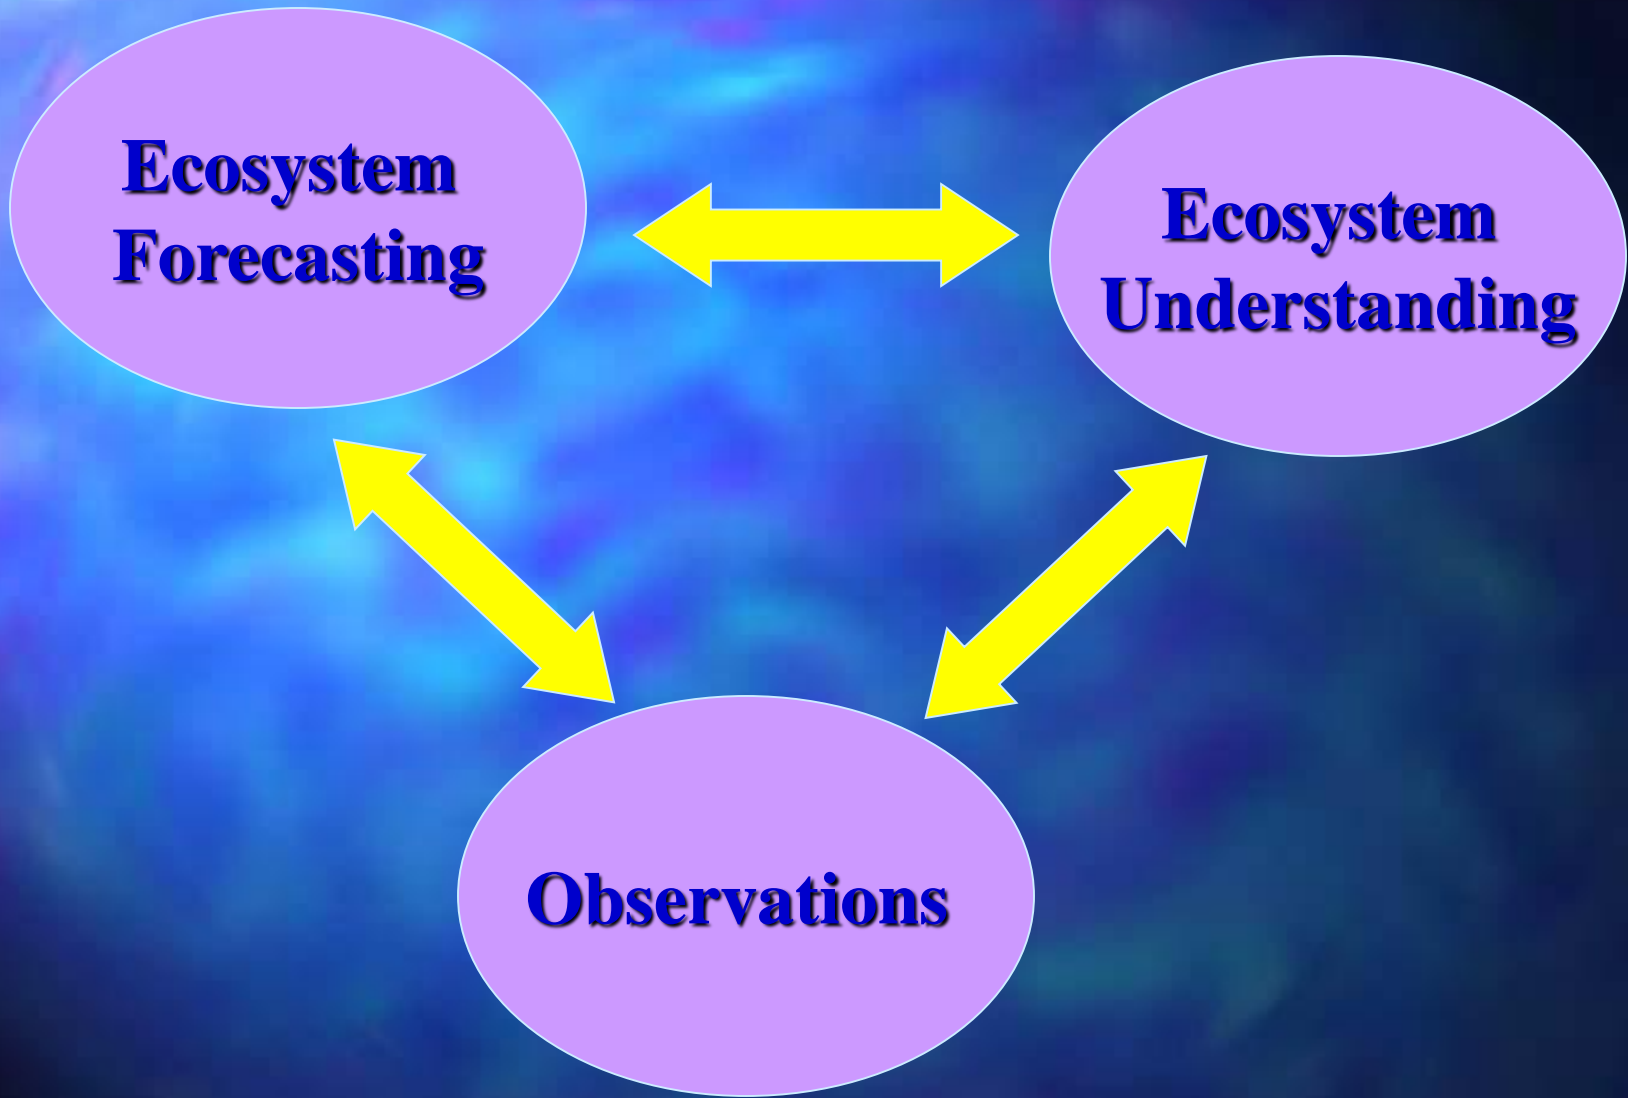 Ecosystem
Forecasting
Ecosystem
Understanding
Observations